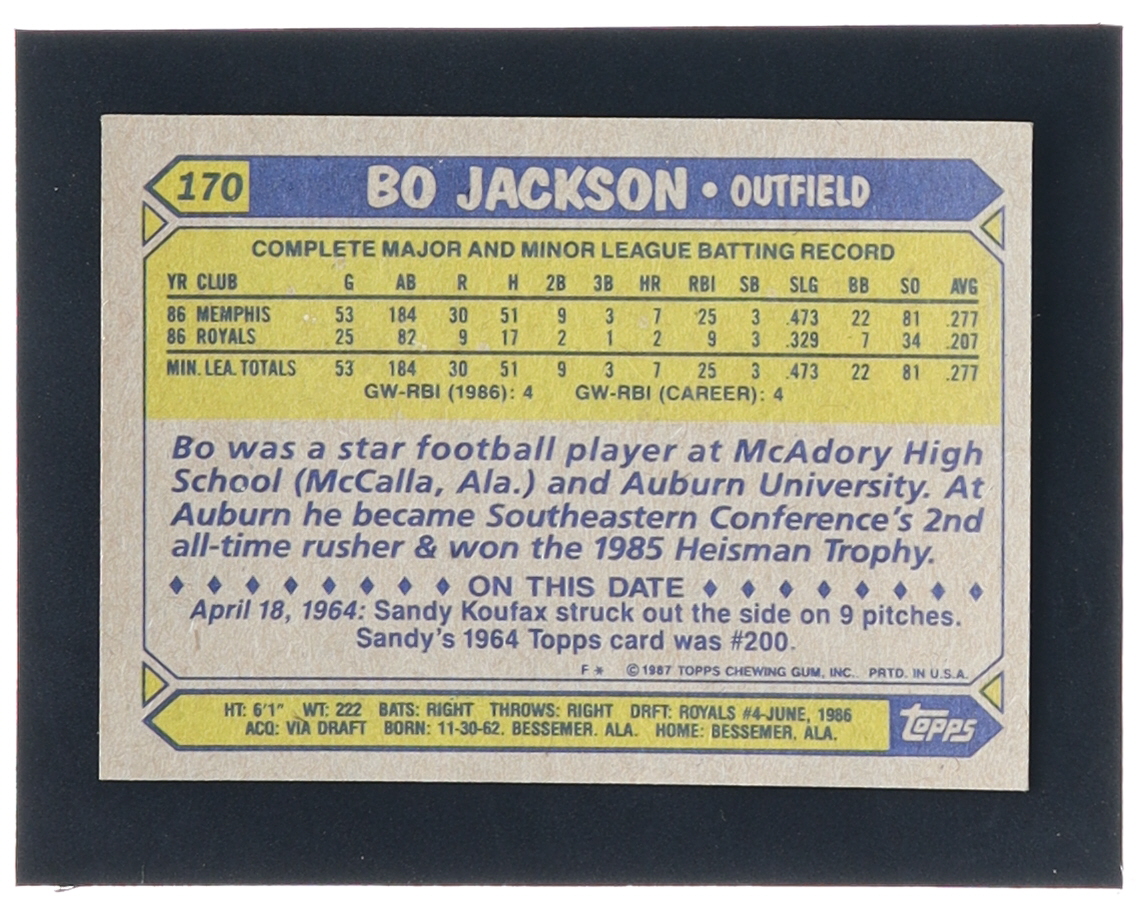 170 BO JACKSON • OUTFIELD
COMPLETE MAJOR AND MINOR LEAGUE BATTING RECORD
YR CLUB G AB R H 2B 3B HR RBI SB SLG BB SO AVG
86 MEMPHIS 53 184 30 51 9 3 7 25 3 .473 22 81 .277
86 ROYALS 25 82 9 17 2 1 2 9 3 .329 7 34 .207
MIN. LEA. TOTALS 53 184 30 51 9 3 7 25 3 .473 22 81 .277
GW-RBI (1986): 4 GW-RBI (CAREER): 4
Bo was a star football player at McAdory High
School (McCalla, Ala.) and Auburn University. At
Auburn he became Southeastern Conference's 2nd
all-time rusher & won the 1985 Heisman Trophy.
♦ ♦ ♦ ♦ ♦ ♦ ♦ ♦ ♦ ON THIS DATE ♦ ♦ ♦ ♦ ♦ ♦ ♦ ♦ ♦
April 18, 1964: Sandy Koufax struck out the side on 9 pitches.
Sandy's 1964 Topps card was #200.
F * © 1987 TOPPS CHEWING GUM, INC. PRTD. IN U.S.A.
HT: 6'1" WT: 222 BATS: RIGHT THROWS: RIGHT DRFT: ROYALS #4-JUNE, 1986
ACQ: VIA DRAFT BORN: 11-30-62, BESSEMER, ALA. HOME: BESSEMER, ALA.
topps